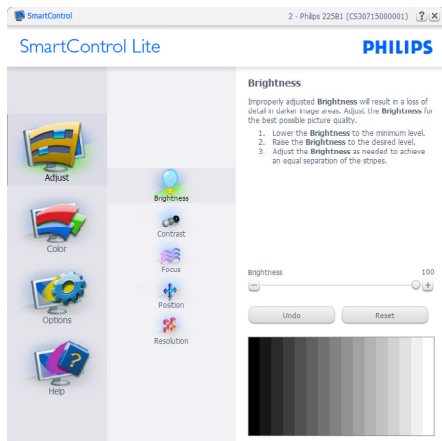 SmartControl
2 - Philips 225B1 (CS30715000001) ? X
SmartControl Lite
PHILIPS
Adjust
Color
Options
Help
Brightness
Contrast
Focus
Position
Resolution
Brightness
Improperly adjusted Brightness will result in a loss of
detail in darker image areas. Adjust the Brightness for
the best possible picture quality.
1. Lower the Brightness to the minimum level.
2. Raise the Brightness to the desired level.
3. Adjust the Brightness as needed to achieve
an equal separation of the stripes.
Brightness 100
Undo Reset